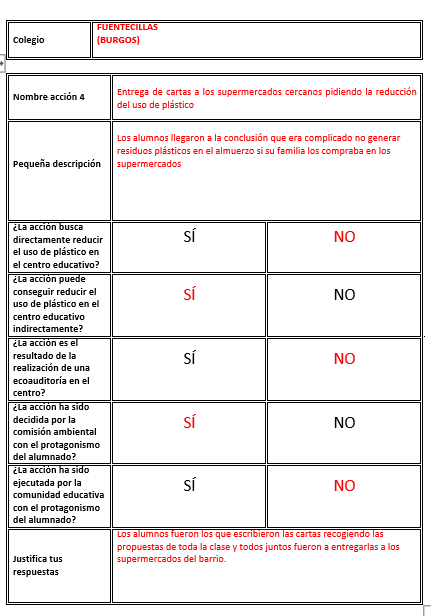 Colegio
FUENTECILLAS
(BURGOS)
Nombre acción 4
Entrega de cartas a los supermercados cercanos pidiendo la reducción
del uso de plástico
Pequeña descripción
Los alumnos llegaron a la conclusión que era complicado no generar
residuos plásticos en el almuerzo si su familia los compraba en los
supermercados
¿La acción busca
directamente reducir
el uso de plástico en
el centro educativo?
SÍ
NO
¿La acción puede
conseguir reducir el
uso de plástico en el
centro educativo
indirectamente?
SÍ
NO
¿La acción es el
resultado de la
realización de una
ecoauditoría en el
centro?
SÍ
NO
¿La acción ha sido
decidida por la
comisión ambiental
con el protagonismo
del alumnado?
SÍ
NO
¿La acción ha sido
ejecutada por la
comunidad educativa
con el protagonismo
del alumnado?
SÍ
NO
Justifica tus
respuestas
Los alumnos fueron los que escribieron las cartas recogiendo las
propuestas de toda la clase y todos juntos fueron a entregarlas a los
supermercados del barrio.